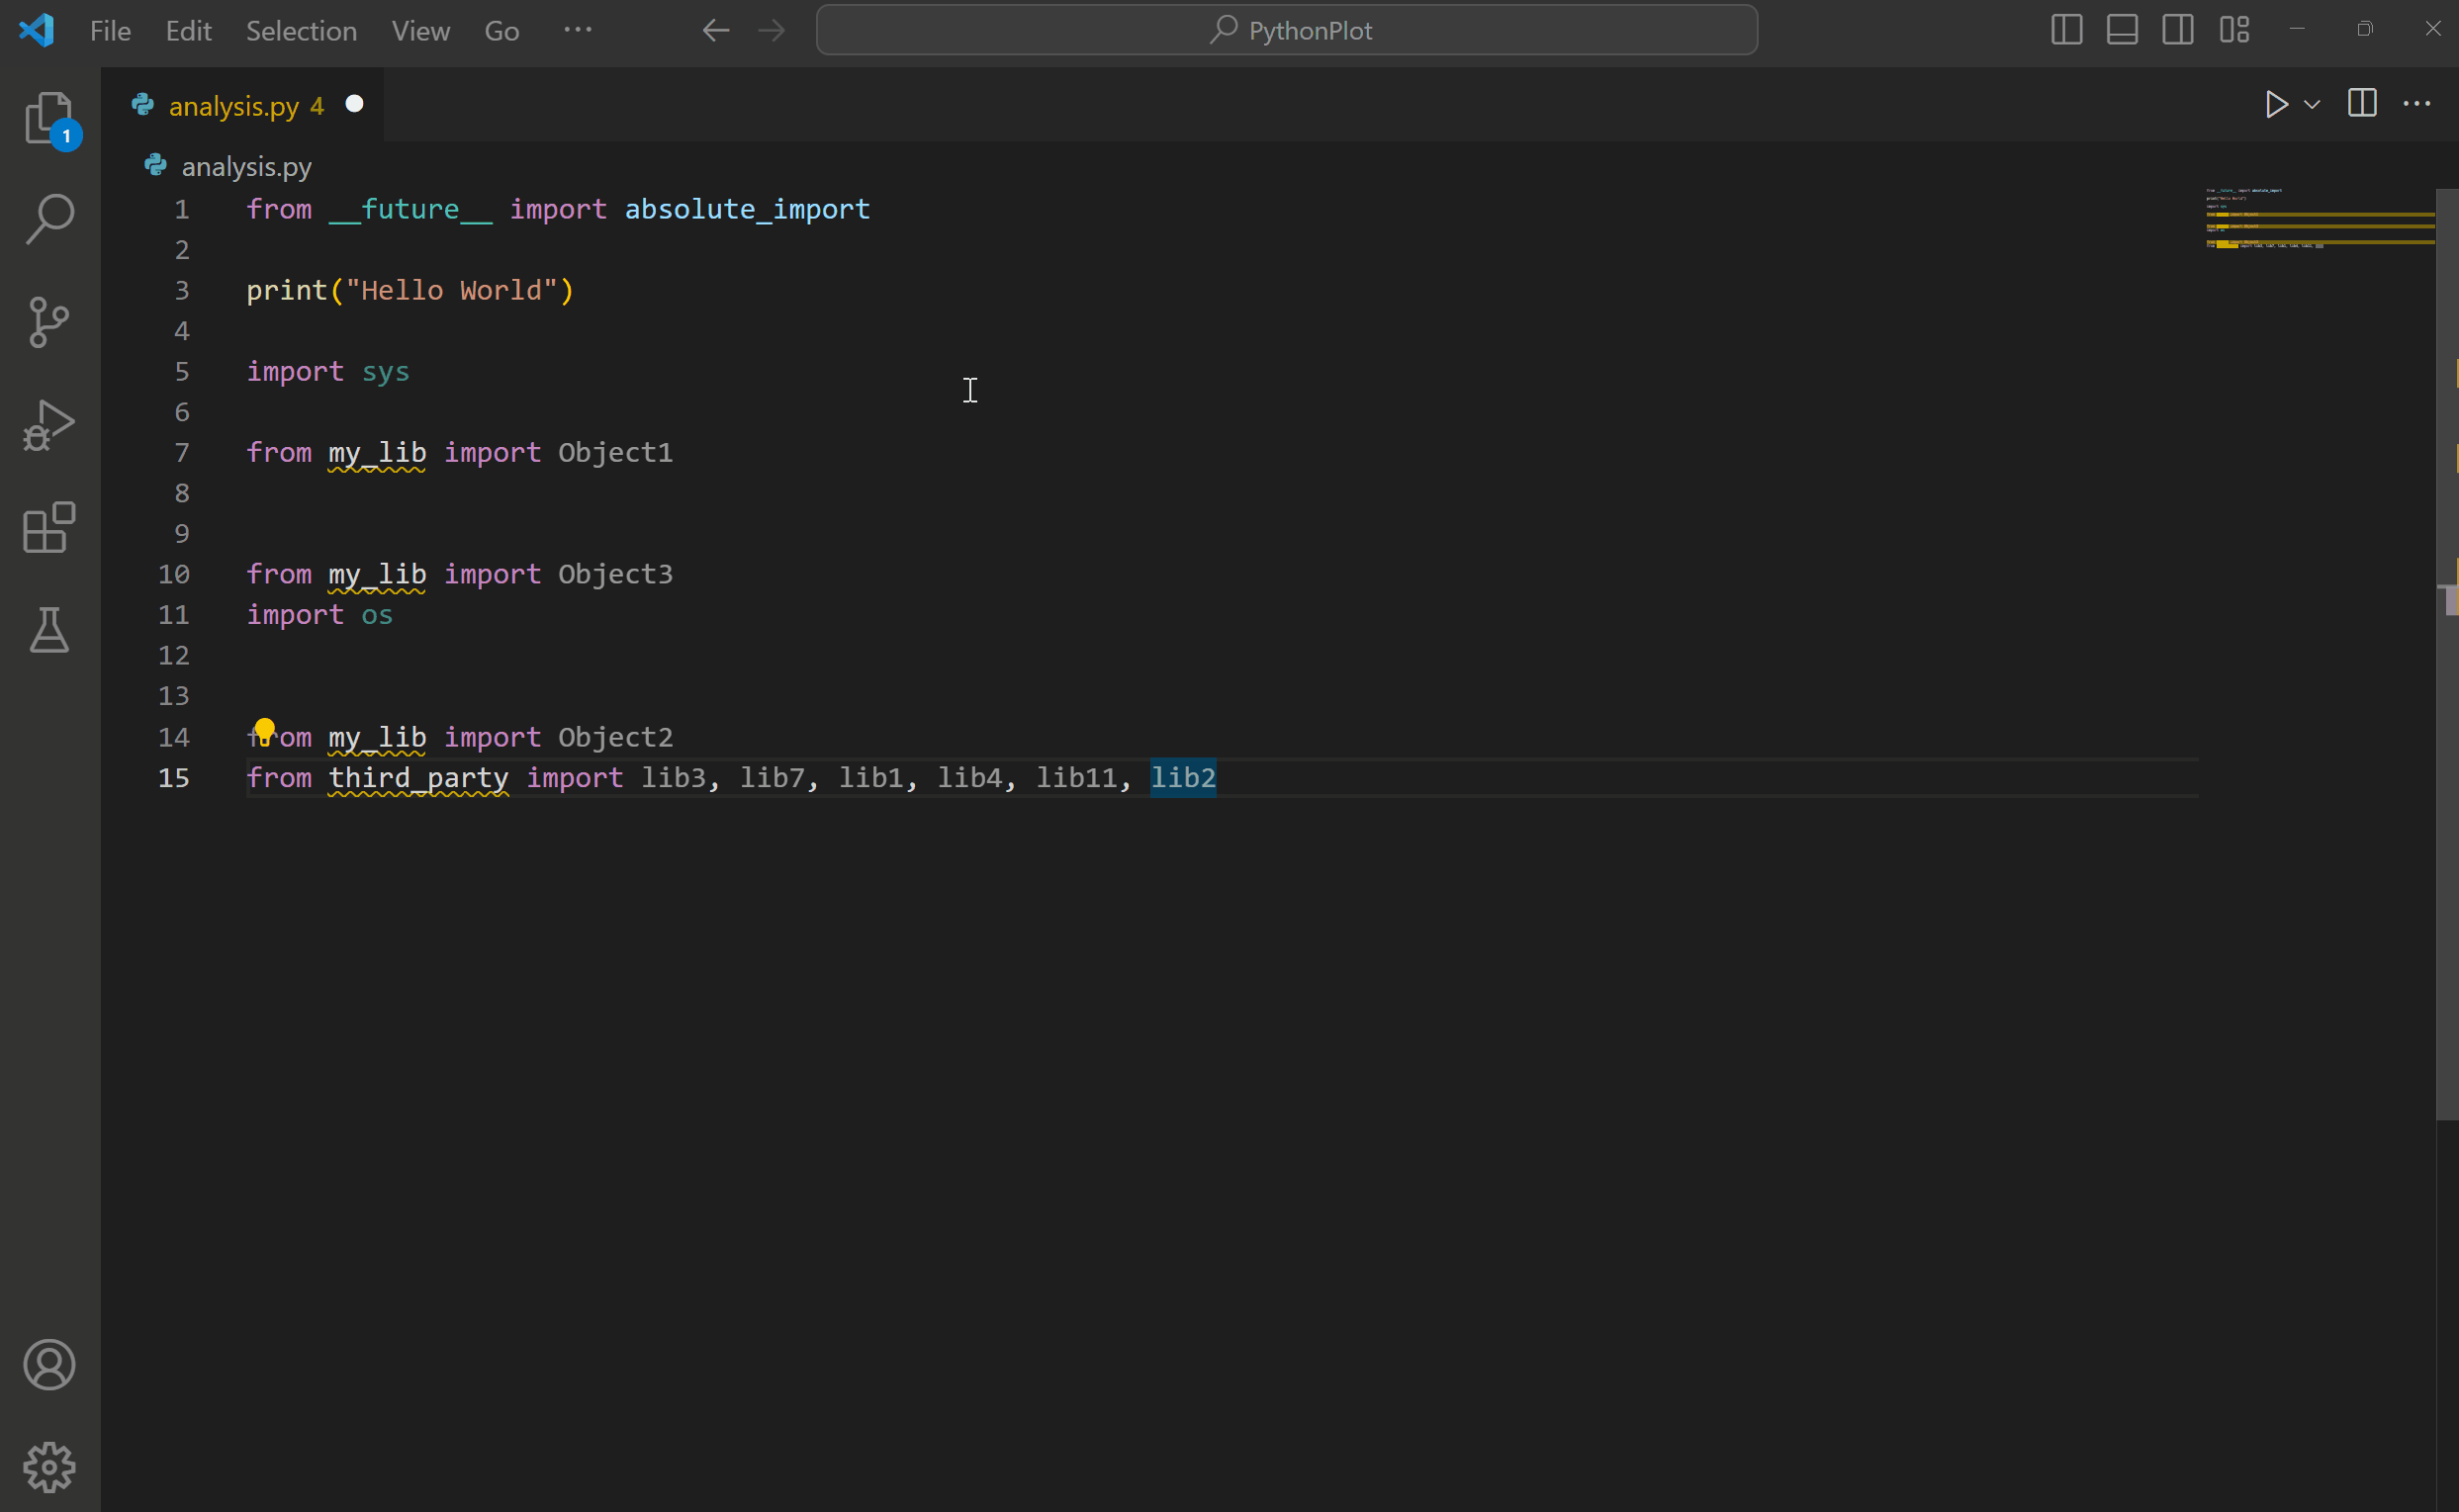 File Edit Selection View Go ··· PythonPlot
1
analysis.py 4
analysis.py
1 from __future__ import absolute_import
2
3 print("Hello World")
4
5 import sys
6
7 from my_lib import Object1
8
9
10 from my_lib import Object3
11 import os
12
13
14 from my_lib import Object2
15 from third_party import lib3, lib7, lib1, lib4, lib11, lib2